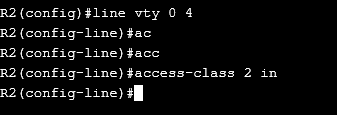 R2(config)#line vty 0 4
R2(config-line)#ac
R2(config-line)#acc
R2(config-line)#access-class 2 in
R2(config-line)#